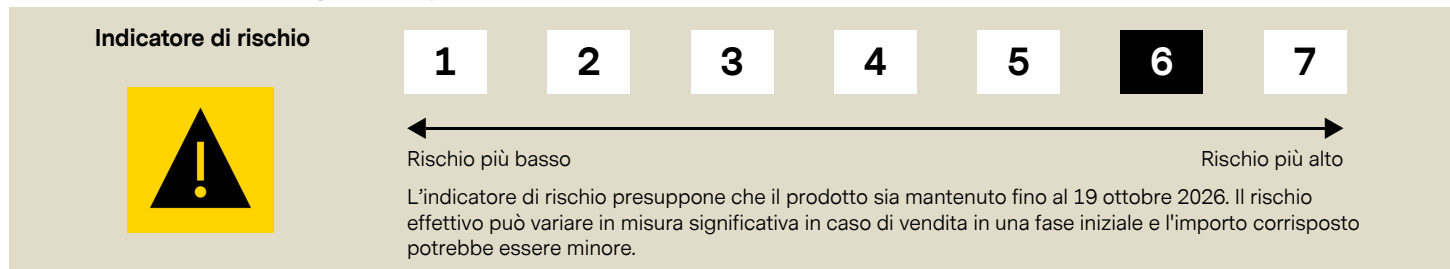 Indicatore di rischio
1 2 3 4 5 6 7
Rischio più basso Rischio più alto
L'indicatore di rischio presuppone che il prodotto sia mantenuto fino al 19 ottobre 2026. Il rischio
effettivo può variare in misura significativa in caso di vendita in una fase iniziale e l'importo corrisposto
potrebbe essere minore.